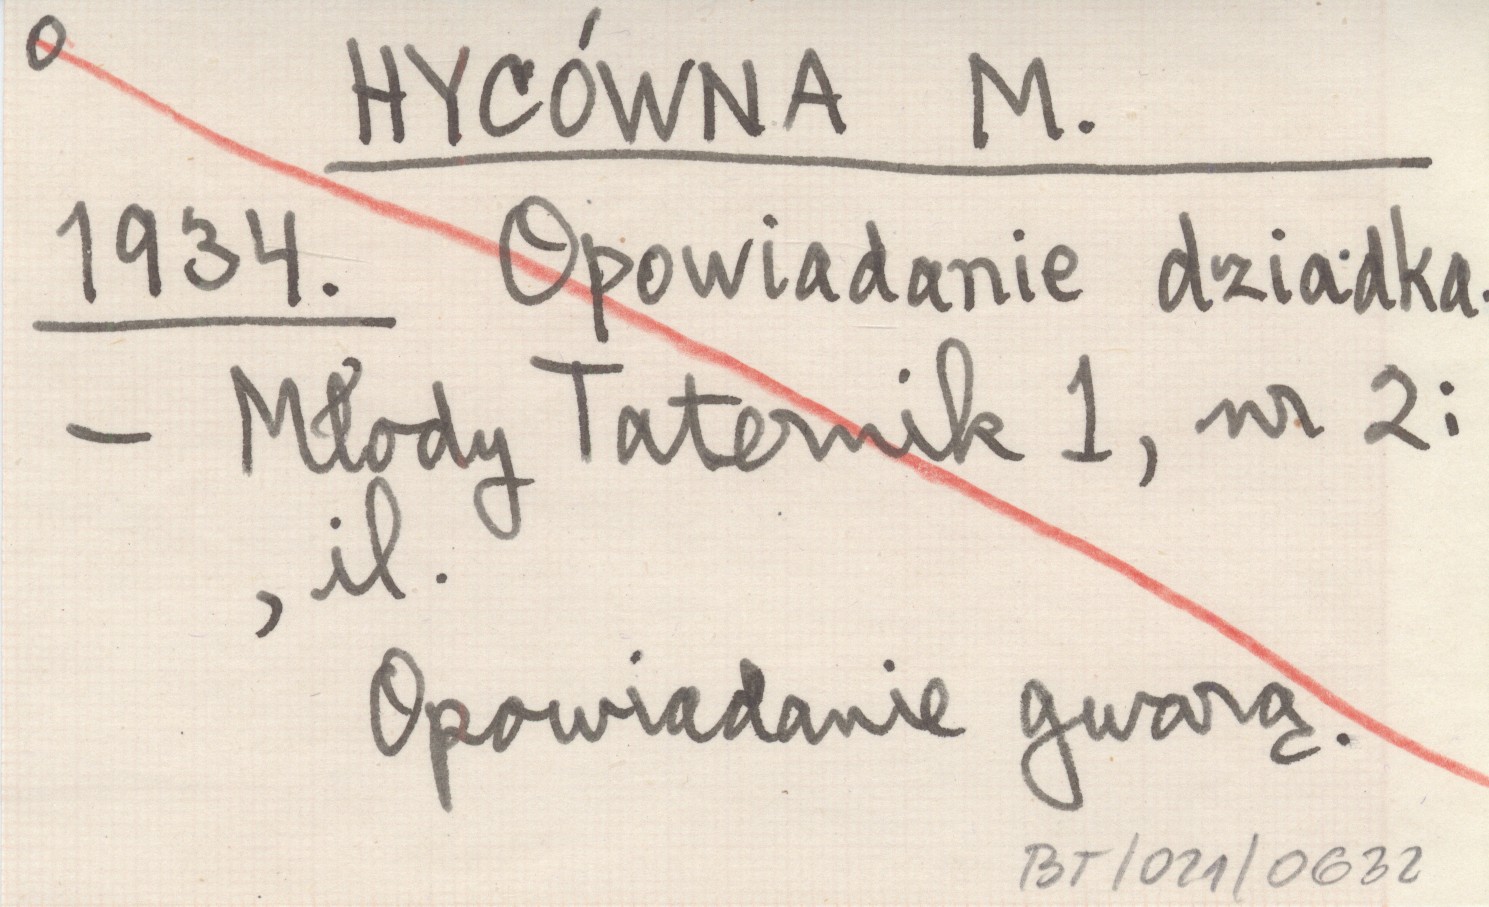 o
HYCÓWNA M.
1934. Opowiadanie dziadka.
- Młody Taternik 1, nr 2:
, il.
Opowiadanie gwarą.
BT/021/0632